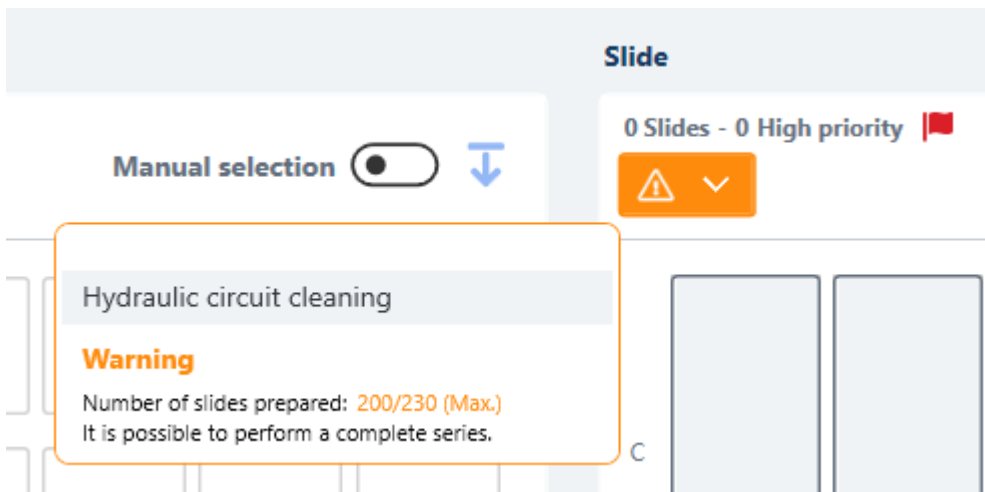 Slide
0 Slides - 0 High priority
Manual selection
Hydraulic circuit cleaning
Warning
Number of slides prepared: 200/230 (Max.)
It is possible to perform a complete series.
C